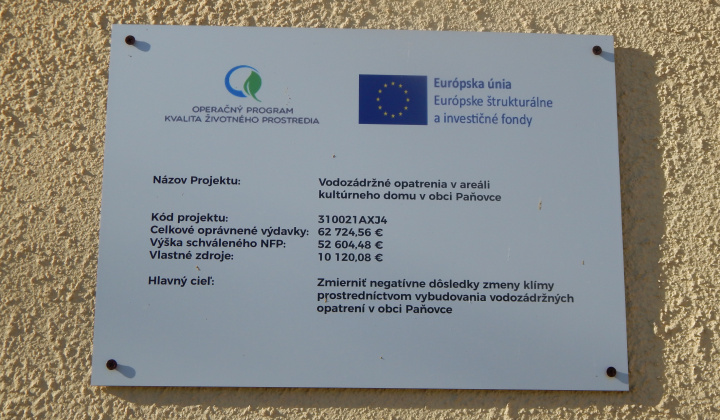 OPERAČNÝ PROGRAM
KVALITA ŽIVOTNÉHO PROSTREDIA
Európska únia
Európske štrukturálne
a investičné fondy
Názov Projektu: Vodozádržné opatrenia v areáli
kultúrneho domu v obci Paňovce
Kód projektu: 310021AXJ4
Celkové oprávnené výdavky: 62 724,56 €
Výška schváleného NFP: 52 604,48 €
Vlastné zdroje: 10 120,08 €
Hlavný cieľ: Zmierniť negatívne dôsledky zmeny klímy
prostredníctvom vybudovania vodozádržných
opatrení v obci Paňovce